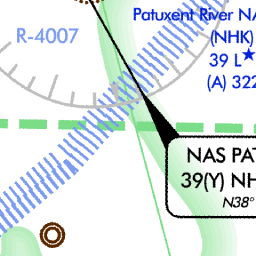 Patuxent River NA
R-4007
(NHK)
39 L★
(A) 322
NAS PAT
39(Y) NH
N38°